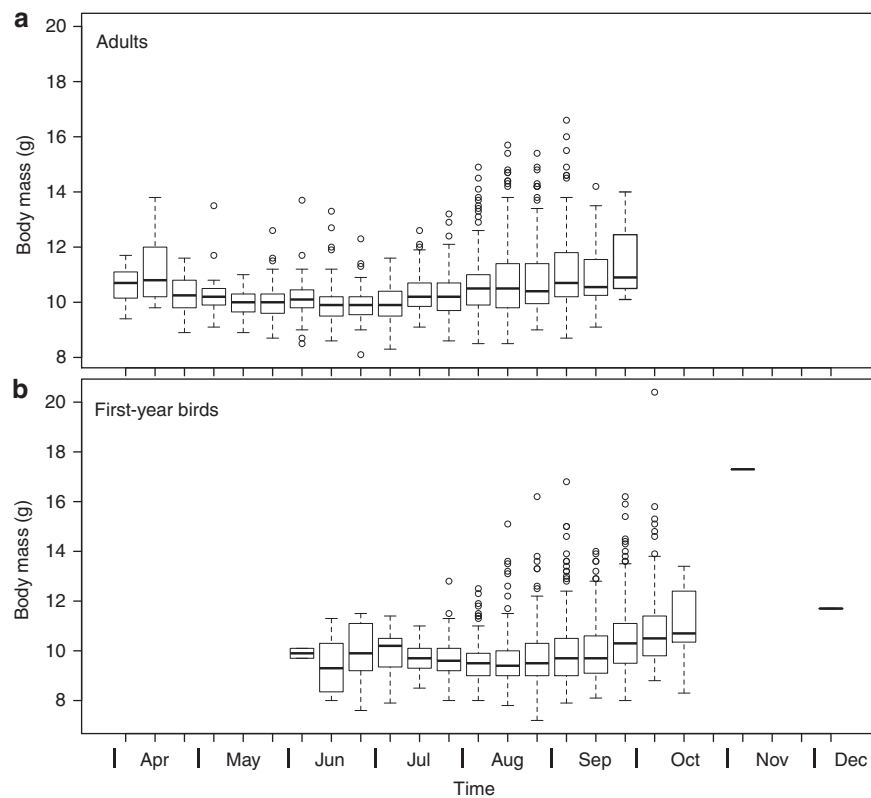 a
Adults
Body mass (g)
20
18
16
14
12
10
8
b
First-year birds
Body mass (g)
20
18
16
14
12
10
8
Apr May Jun Jul Aug Sep Oct Nov Dec
Time